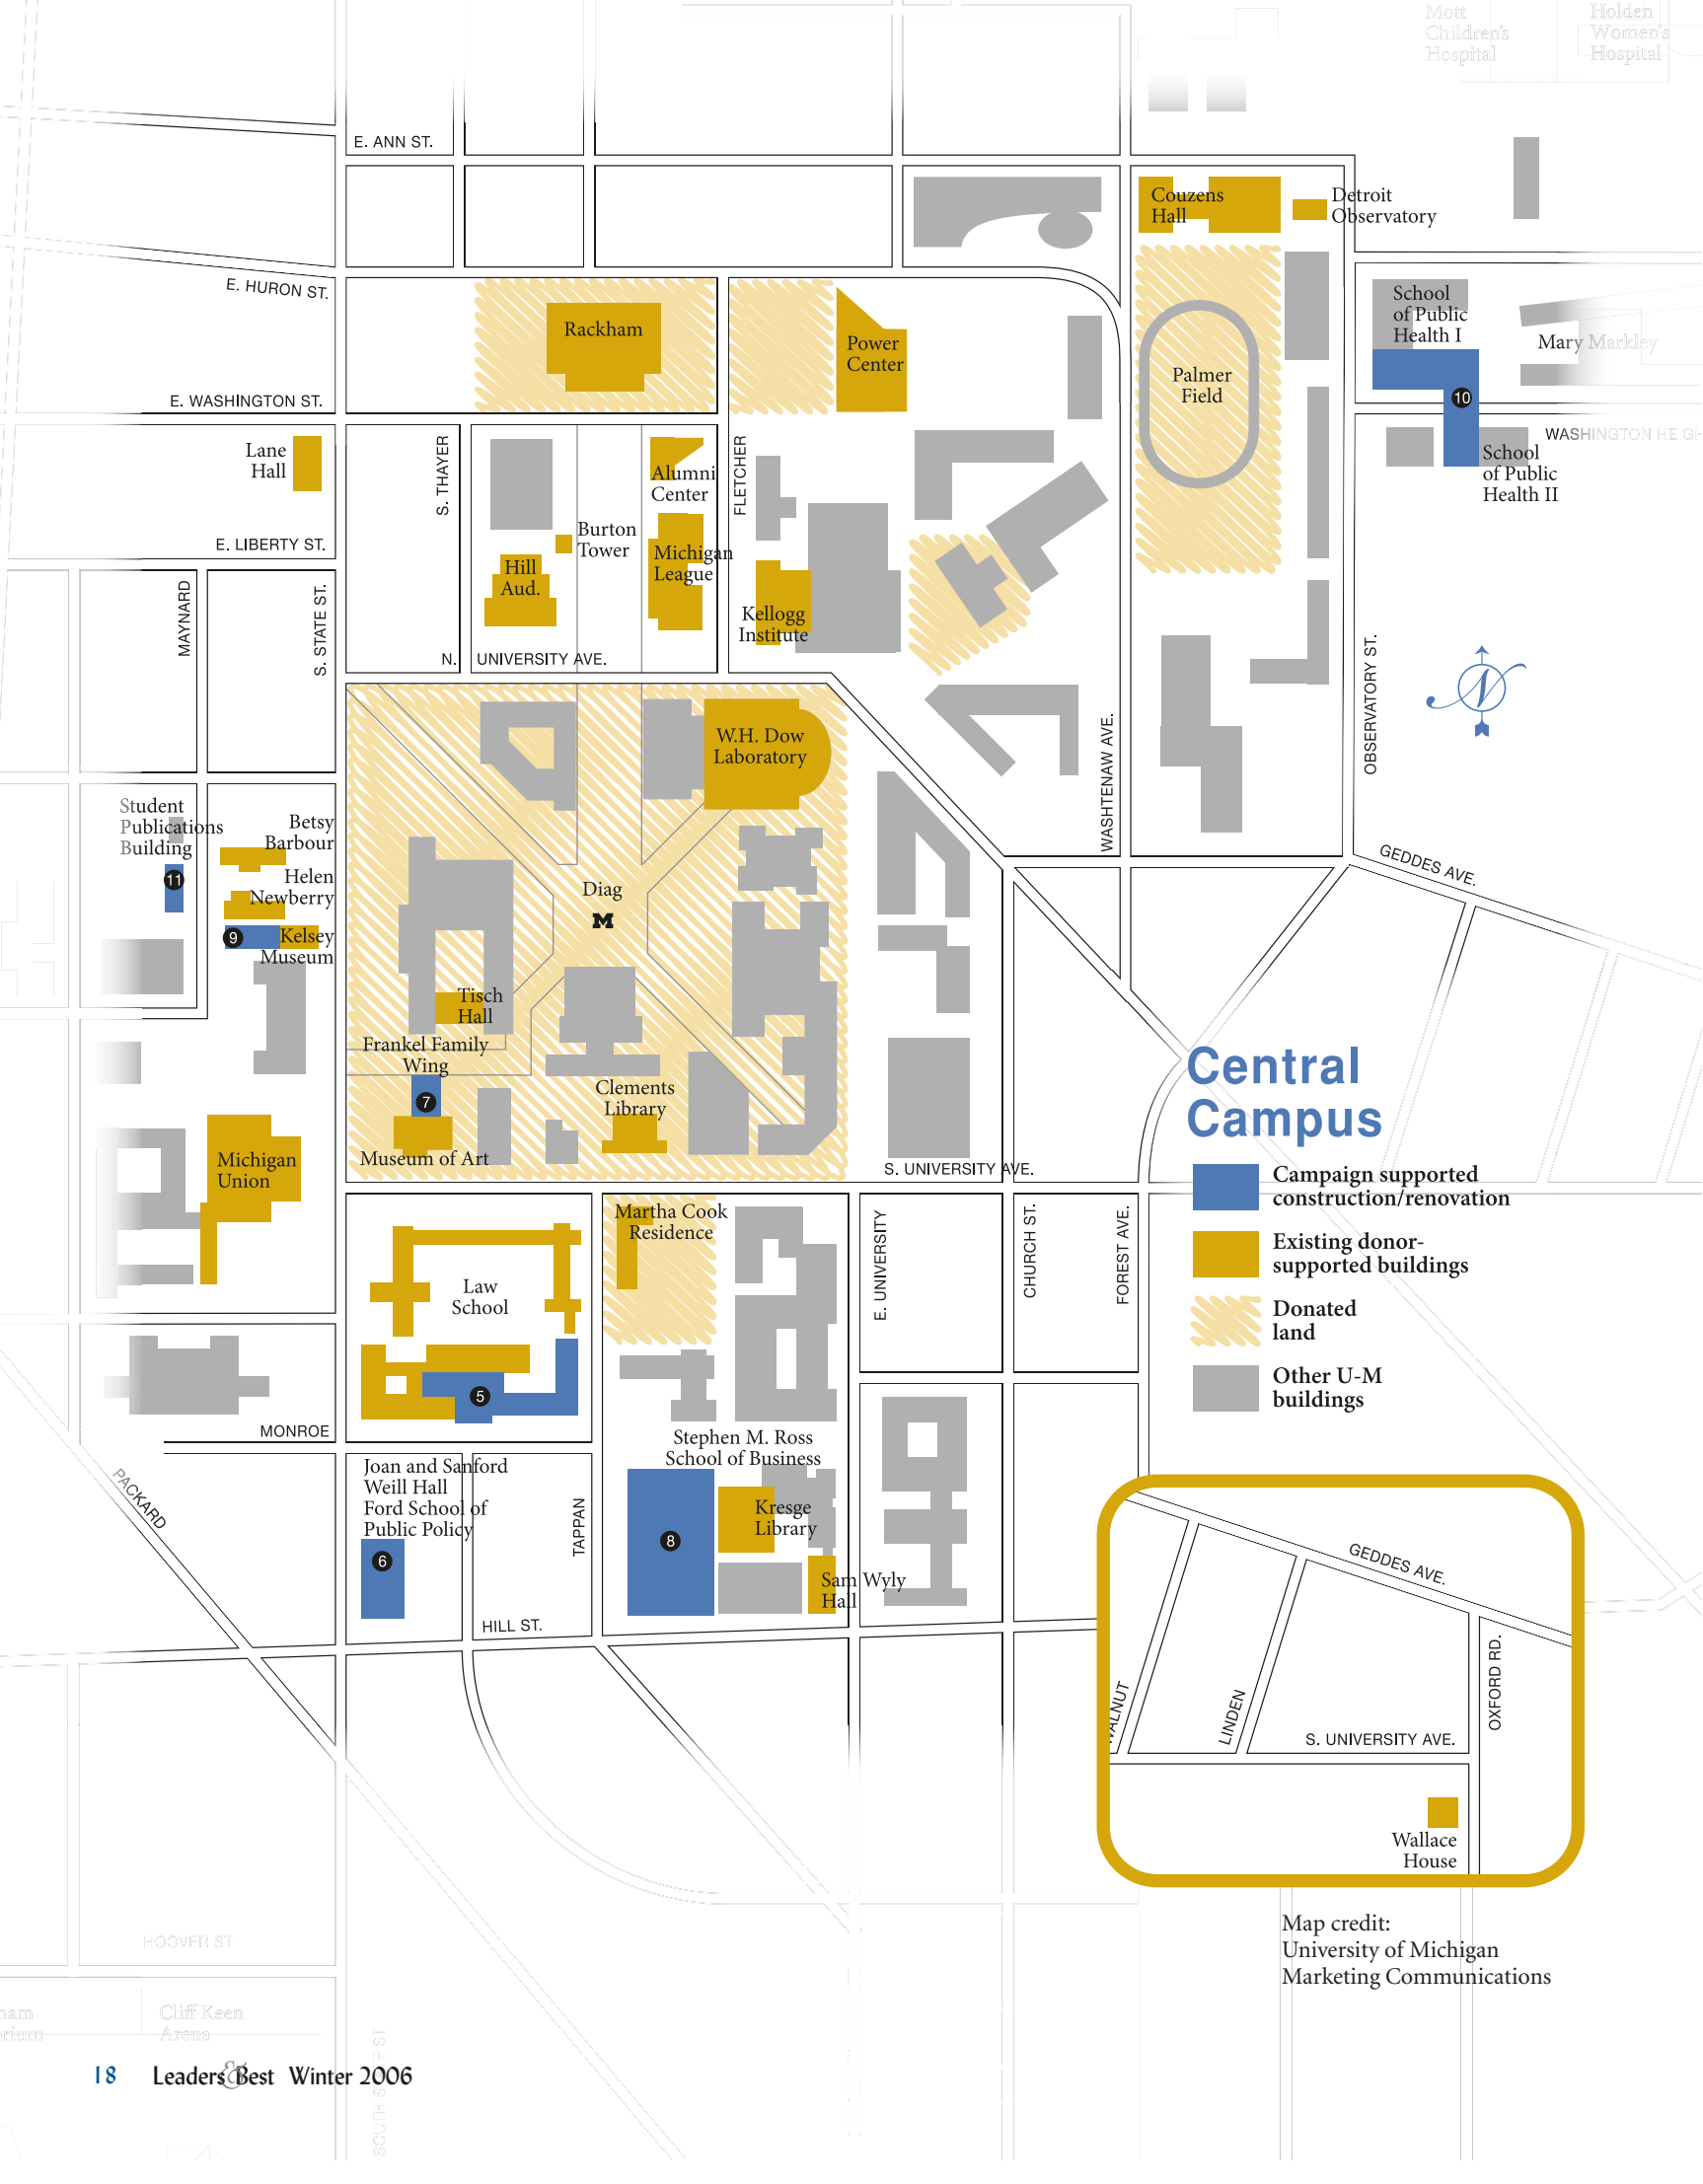 Mott
Children's
Hospital
Holden
Women's
Hospital
E. ANN ST.
Couzens
Hall
Detroit
Observatory
E. HURON ST.
Rackham
Power
Center
Palmer
Field
School
of Public
Health I
Mary Markley
10
E. WASHINGTON ST.
WASHINGTON HE GH
School
of Public
Health II
Lane
Hall
S. THAYER
Alumni
Center
FLETCHER
Burton
Tower
Michigan
League
Hill
Aud.
E. LIBERTY ST.
MAYNARD
S. STATE ST.
Kellogg
Institute
N. UNIVERSITY AVE.
OBSERVATORY ST.
N
W.H. Dow
Laboratory
WASHTENAW AVE.
Student
Publications
Building
11
Betsy
Barbour
Helen
Newberry
9
Kelsey
Museum
GEDDES AVE.
Diag
M
Tisch
Hall
Frankel Family
Wing
7
Museum of Art
Clements
Library
Michigan
Union
S. UNIVERSITY AVE.
Central
Campus
Campaign supported
construction/renovation
Existing donor-
supported buildings
Donated
land
Other U-M
buildings
Martha Cook
Residence
E. UNIVERSITY
CHURCH ST.
FOREST AVE.
Law
School
5
MONROE
PACKARD
Joan and Sanford
Weill Hall
Ford School of
Public Policy
6
TAPPAN
Stephen M. Ross
School of Business
8
Kresge
Library
Sam Wyly
Hall
HILL ST.
GEDDES AVE.
OXFORD RD.
LINDEN
S. UNIVERSITY AVE.
Wallace
House
Map credit:
University of Michigan
Marketing Communications
HOOVER ST
Cliff Keen
Arena
18 Leaders & Best Winter 2006